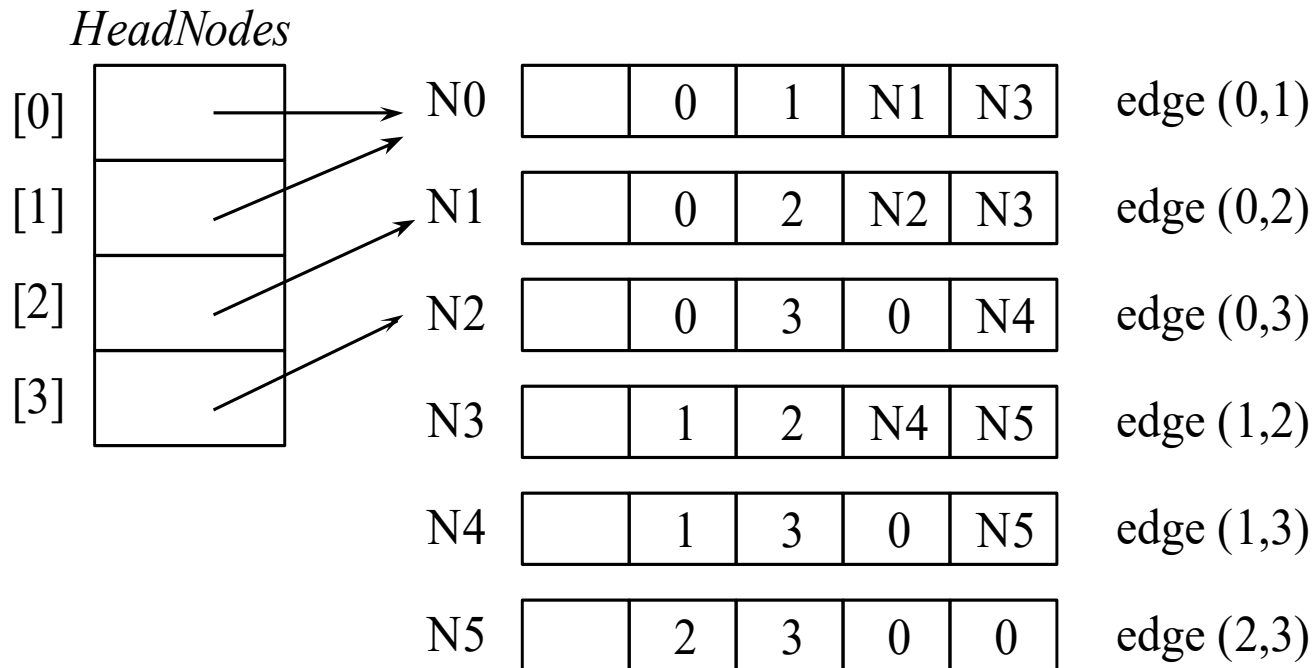 HeadNodes
[0] N0 0 1 N1 N3 edge (0,1)
[1] N1 0 2 N2 N3 edge (0,2)
[2] N2 0 3 0 N4 edge (0,3)
[3] N3 1 2 N4 N5 edge (1,2)
N4 1 3 0 N5 edge (1,3)
N5 2 3 0 0 edge (2,3)